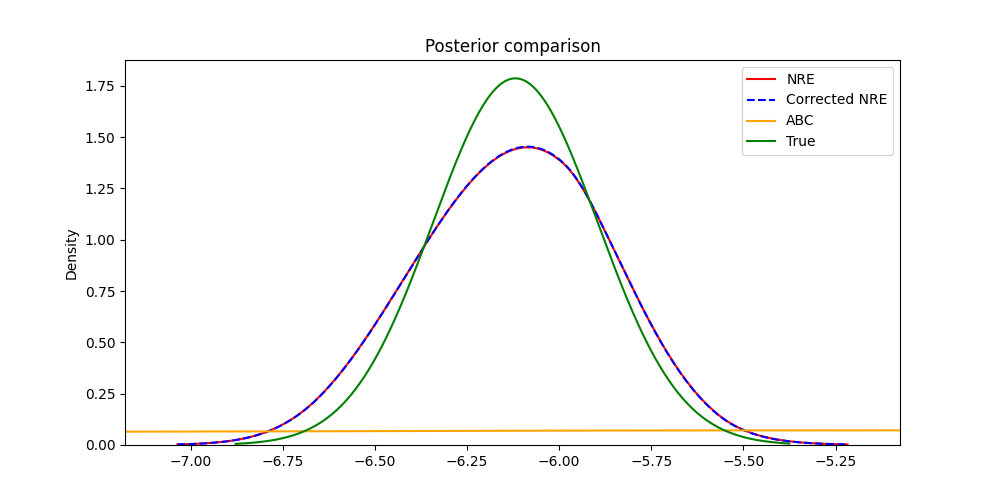 Posterior comparison
NRE
Corrected NRE
ABC
True
Density
1.75
1.50
1.25
1.00
0.75
0.50
0.25
0.00
−7.00 −6.75 −6.50 −6.25 −6.00 −5.75 −5.50 −5.25